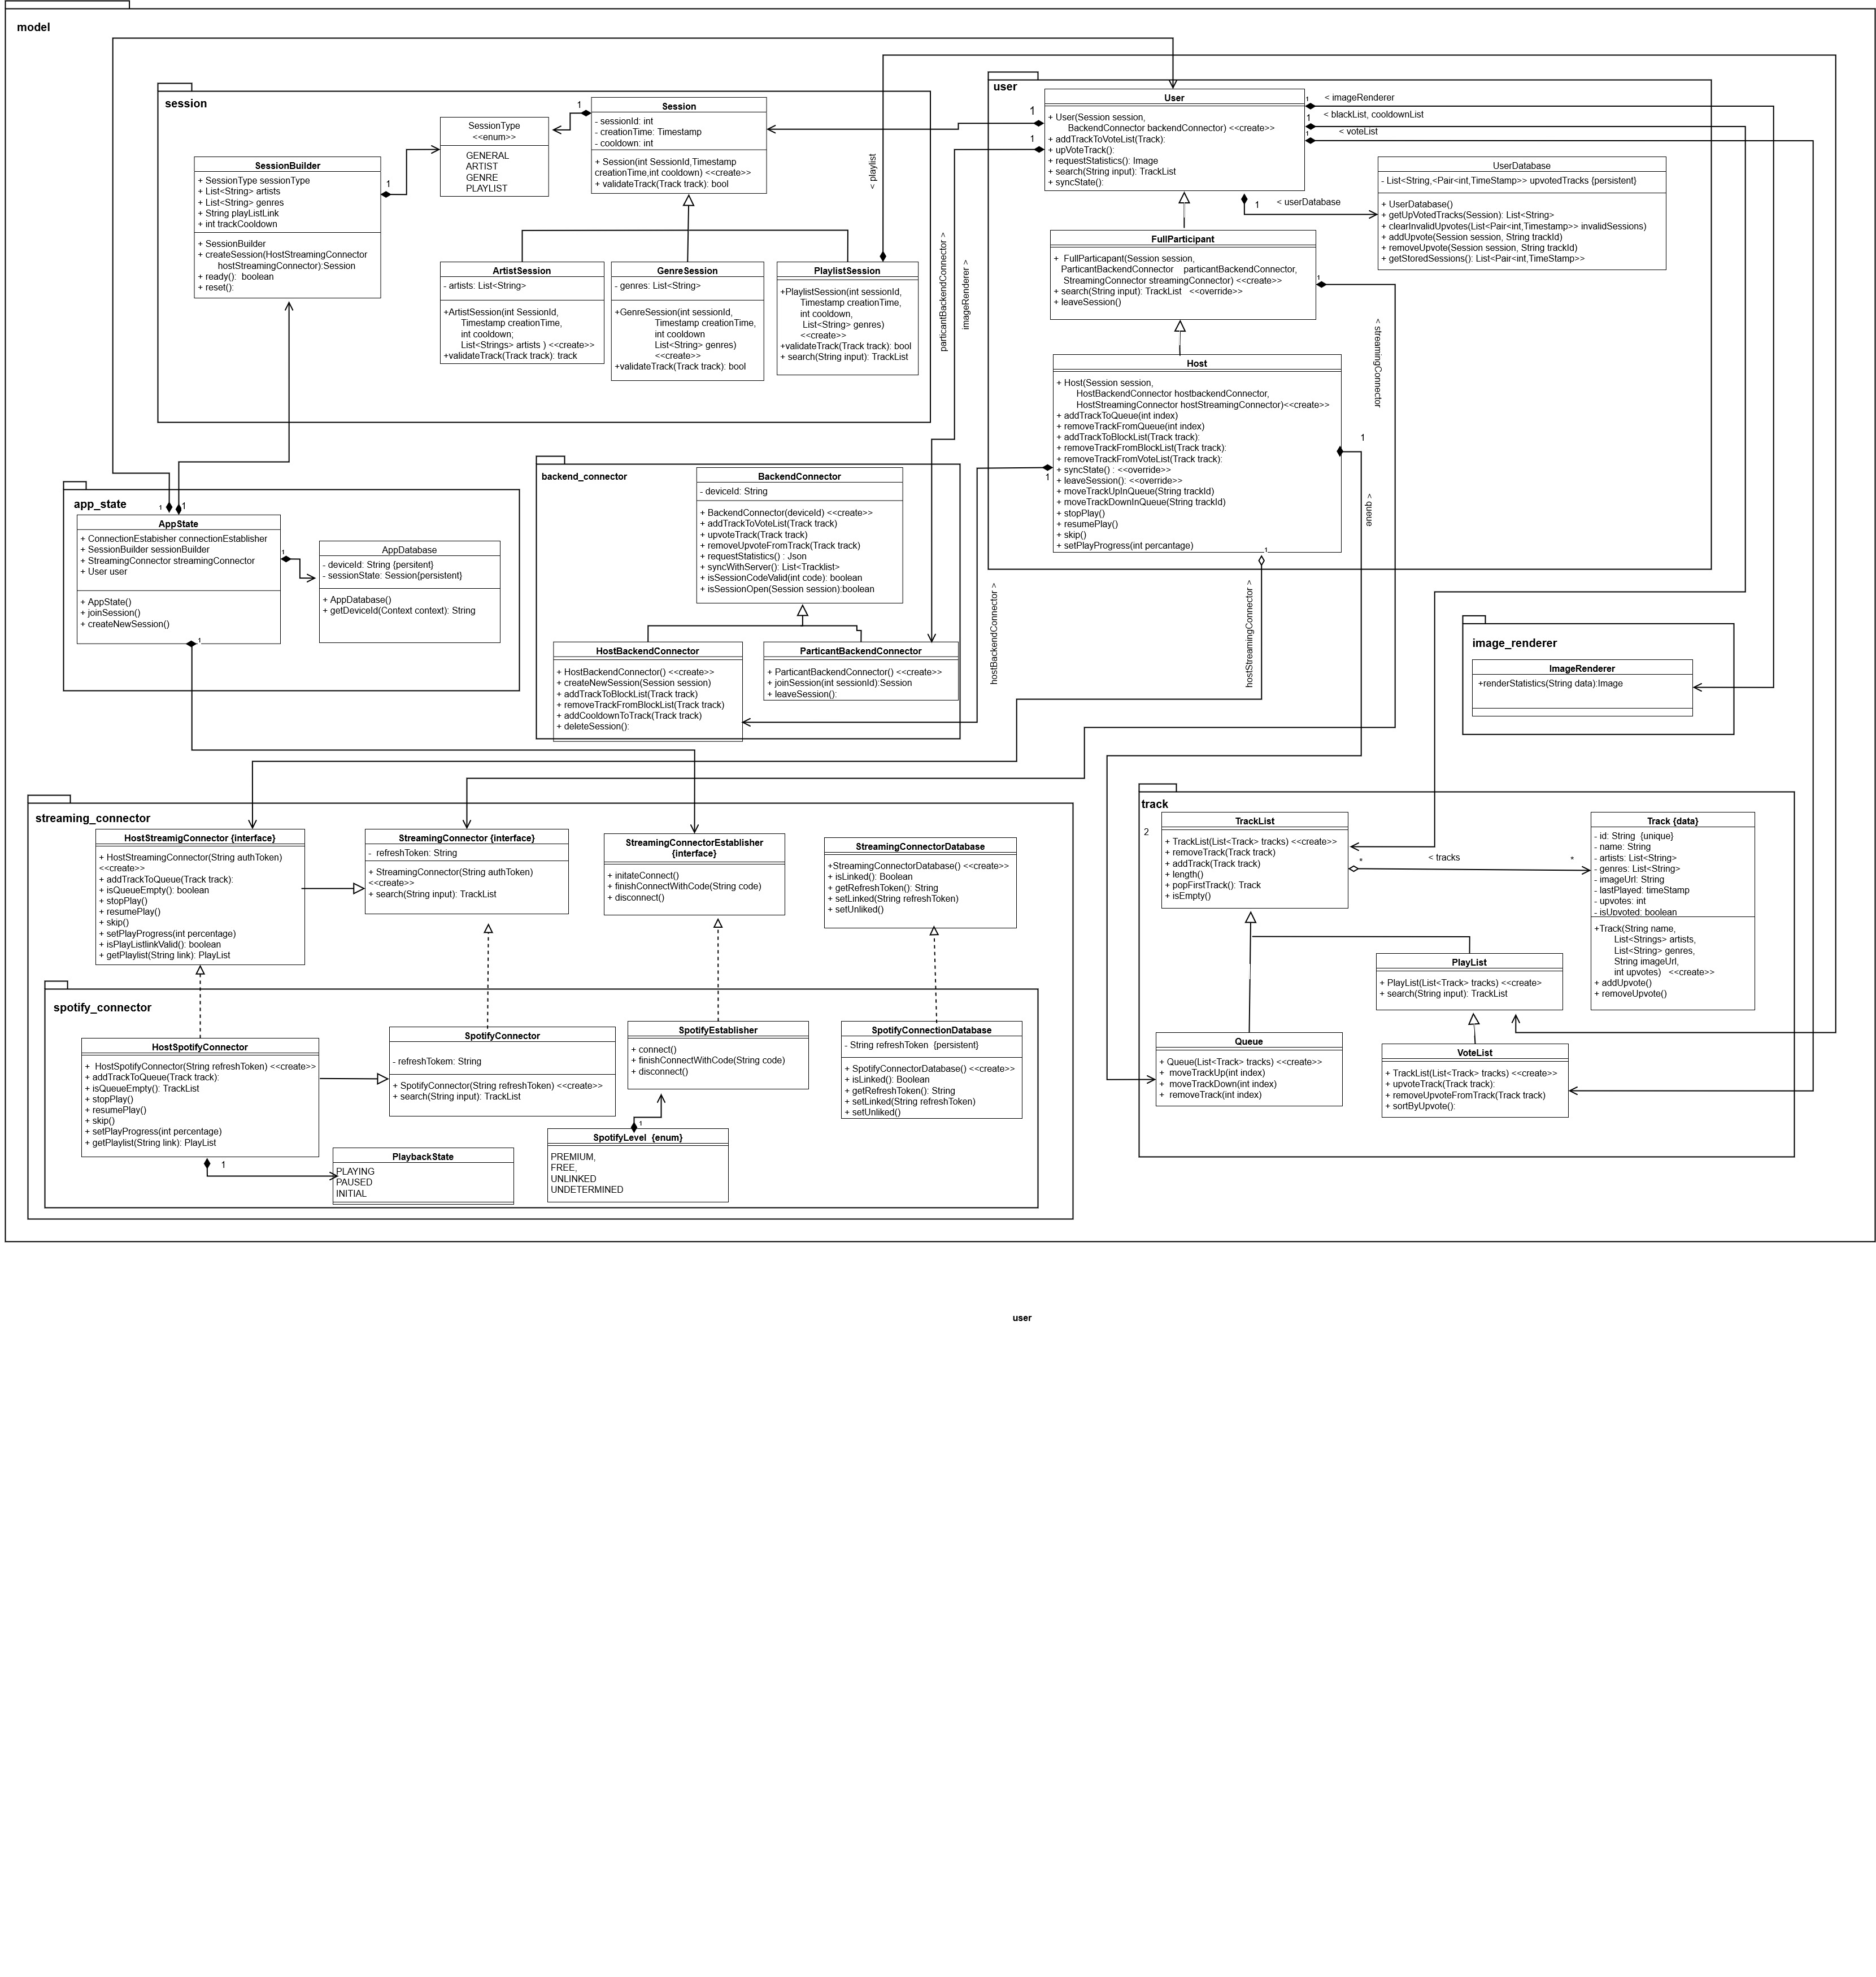 model
session
SessionBuilder
+ SessionType sessionType
+ List<String> artists
+ List<String> genres
+ String playListLink
+ int trackCooldown
+ SessionBuilder
+ createSession(HostStreamingConnector
hostStreamingConnector):Session
+ ready():  boolean
+ reset():
1
SessionType
<<enum>>
GENERAL
ARTIST
GENRE
PLAYLIST
1
Session
- sessionId: int
- creationTime: Timestamp
- cooldown: int
+ Session(int SessionId,Timestamp
creationTime,int cooldown) <<create>>
+ validateTrack(Track track): bool
< playlist
ArtistSession
- artists: List<String>
+ArtistSession(int SessionId,
Timestamp creationTime,
int cooldown;
List<Strings> artists ) <<create>>
+validateTrack(Track track): track
GenreSession
- genres: List<String>
+GenreSession(int sessionId,
Timestamp creationTime,
int cooldown
List<String> genres)
<<create>>
+validateTrack(Track track): bool
PlaylistSession
+PlaylistSession(int sessionId,
Timestamp creationTime,
int cooldown,
List<String> genres)
<<create>>
+validateTrack(Track track): bool
+ search(String input): TrackList
particantBackendConnector >
imageRenderer >
user
User
+ User(Session session,
BackendConnector backendConnector) <<create>>
+ addTrackToVoteList(Track):
+ upVoteTrack():
+ requestStatistics(): Image
+ search(String input): TrackList
+ syncState():
1
1
1
< imageRenderer
1
< blackList, cooldownList
1
< voteList
1
< userDatabase
UserDatabase
- List<String,<Pair<int,TimeStamp>> upvotedTracks {persistent}
+ UserDatabase()
+ getUpVotedTracks(Session): List<String>
+ clearInvalidUpvotes(List<Pair<int,Timestamp>> invalidSessions)
+ addUpvote(Session session, String trackId)
+ removeUpvote(Session session, String trackId)
+ getStoredSessions(): List<Pair<int,TimeStamp>>
FullParticipant
+  FullParticapant(Session session,
ParticipantBackendConnector    particantBackendConnector,
StreamingConnector streamingConnector) <<create>>
+ search(String input): TrackList   <<override>>
+ leaveSession()
1
< streamingConnector
Host
+ Host(Session session,
HostBackendConnector hostbackendConnector,
HostStreamingConnector hostStreamingConnector)<<create>>
+ addTrackToQueue(int index)
+ removeTrackFromQueue(int index)
+ addTrackToBlockList(Track track):
+ removeTrackFromBlockList(Track track):
+ removeTrackFromVoteList(Track track):
+ syncState() : <<override>>
+ leaveSession(): <<override>>
+ moveTrackUpInQueue(String trackId)
+ moveTrackDownInQueue(String trackId)
+ stopPlay()
+ resumePlay()
+ skip()
+ setPlayProgress(int percantage)
1
1
1
< queue
hostBackendConnector >
hostStreamingConnector >
app_state
1
1
AppState
+ ConnectionEstabisher connectionEstablisher
+ SessionBuilder sessionBuilder
+ StreamingConnector streamingConnector
+ User user
+ AppState()
+ joinSession()
+ createNewSession()
1
1
AppDatabase
- deviceId: String {persitent}
- sessionState: Session{persistent}
+ AppDatabase()
+ getDeviceId(Context context): String
backend_connector
BackendConnector
- deviceId: String
+ BackendConnector(deviceId) <<create>>
+ addTrackToVoteList(Track track)
+ upvoteTrack(Track track)
+ removeUpvoteFromTrack(Track track)
+ requestStatistics() : Json
+ syncWithServer(): List<Tracklist>
+ isSessionCodeValid(int code): boolean
+ isSessionOpen(Session session):boolean
HostBackendConnector
+ HostBackendConnector() <<create>>
+ createNewSession(Session session)
+ addTrackToBlockList(Track track)
+ removeTrackFromBlockList(Track track)
+ addCooldownToTrack(Track track)
+ deleteSession():
ParticantBackendConnector
+ ParticantBackendConnector() <<create>>
+ joinSession(int sessionId):Session
+ leaveSession():
image_renderer
ImageRenderer
+renderStatistics(String data):Image
streaming_connector
HostStreamigConnector {interface}
+ HostStreamingConnector(String authToken)
<<create>>
+ addTrackToQueue(Track track):
+ isQueueEmpty(): boolean
+ stopPlay()
+ resumePlay()
+ skip()
+ setPlayProgress(int percentage)
+ isPlayListlinkValid(): boolean
+ getPlaylist(String link): PlayList
StreamingConnector {interface}
-  refreshToken: String
+ StreamingConnector(String authToken)
<<create>>
+ search(String input): TrackList
StreamingConnectorEstablisher
{interface}
+ initateConnect()
+ finishConnectWithCode(String code)
+ disconnect()
StreamingConnectorDatabase
+StreamingConnectorDatabase() <<create>>
+ isLinked(): Boolean
+ getRefreshToken(): String
+ setLinked(String refreshToken)
+ setUnliked()
spotify_connector
HostSpotifyConnector
+  HostSpotifyConnector(String refreshToken) <<create>>
+ addTrackToQueue(Track track):
+ isQueueEmpty(): TrackList
+ stopPlay()
+ resumePlay()
+ skip()
+ setPlayProgress(int percentage)
+ getPlaylist(String link): PlayList
1
SpotifyConnector
- refreshTokem: String
+ SpotifyConnector(String refreshToken) <<create>>
+ search(String input): TrackList
PlaybackState
PLAYING
PAUSED
INITIAL
SpotifyEstablisher
+ connect()
+ finishConnectWithCode(String code)
+ disconnect()
1
SpotifyLevel  {enum}
PREMIUM,
FREE,
UNLINKED
UNDETERMINED
SpotifyConnectionDatabase
- String refreshToken  {persistent}
+ SpotifyConnectorDatabase() <<create>>
+ isLinked(): Boolean
+ getRefreshToken(): String
+ setLinked(String refreshToken)
+ setUnliked()
track
2
TrackList
+ TrackList(List<Track> tracks) <<create>>
+ removeTrack(Track track)
+ addTrack(Track track)
+ length()
+ popFirstTrack(): Track
+ isEmpty()
*
< tracks
*
Track {data}
- id: String  {unique}
- name: String
- artists: List<String>
- genres: List<String>
- imageUrl: String
- lastPlayed: timeStamp
- upvotes: int
- isUpvoted: boolean
+Track(String name,
List<Strings> artists,
List<String> genres,
String imageUrl,
int upvotes)   <<create>>
+ addUpvote()
+ removeUpvote()
PlayList
+ PlayList(List<Track> tracks) <<create>
+ search(String input): TrackList
Queue
+ Queue(List<Track> tracks) <<create>>
+  moveTrackUp(int index)
+  moveTrackDown(int index)
+  removeTrack(int index)
VoteList
+ TrackList(List<Track> tracks) <<create>>
+ upvoteTrack(Track track):
+ removeUpvoteFromTrack(Track track)
+ sortByUpvote():
user